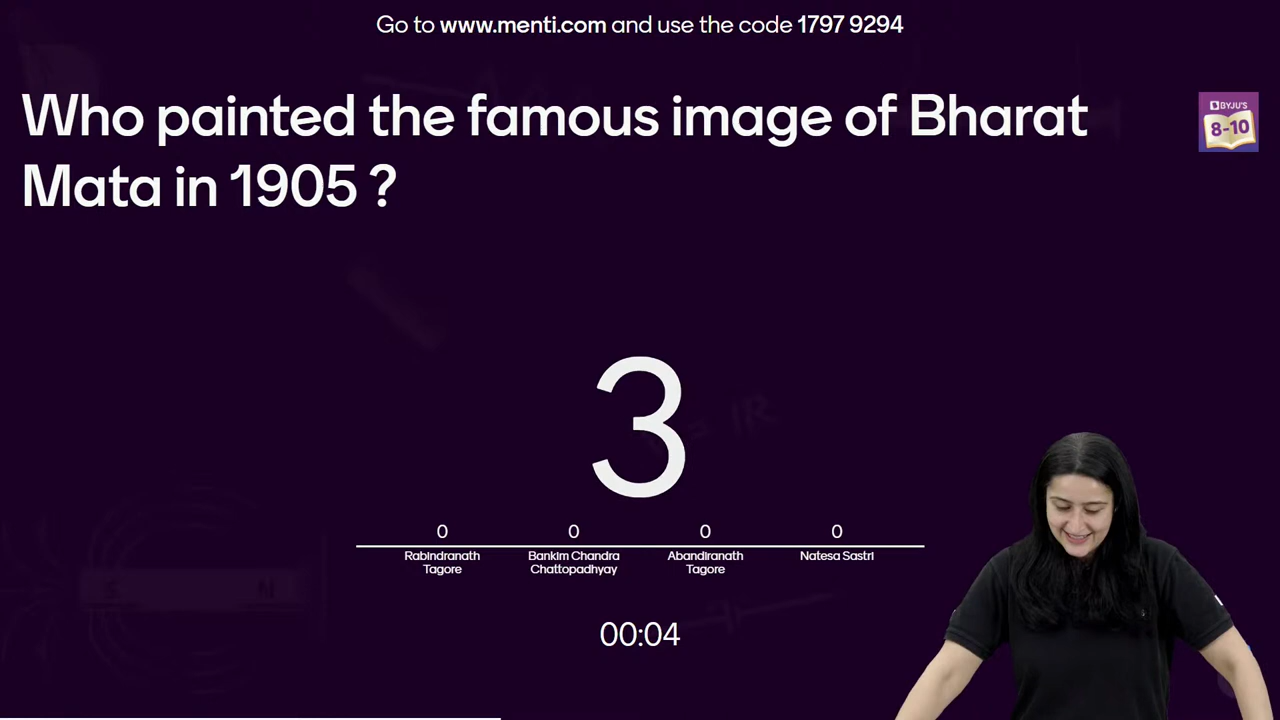 Go to www.menti.com and use the code 1797 9294
Who painted the famous image of Bharat
Mata in 1905 ?
BYJU'S
8-10
3
0 0 0 0
Rabindranath Bankim Chandra Abandiranath Natesa Sastri
Tagore Chattopadhyay Tagore
00:04
= IR
S N